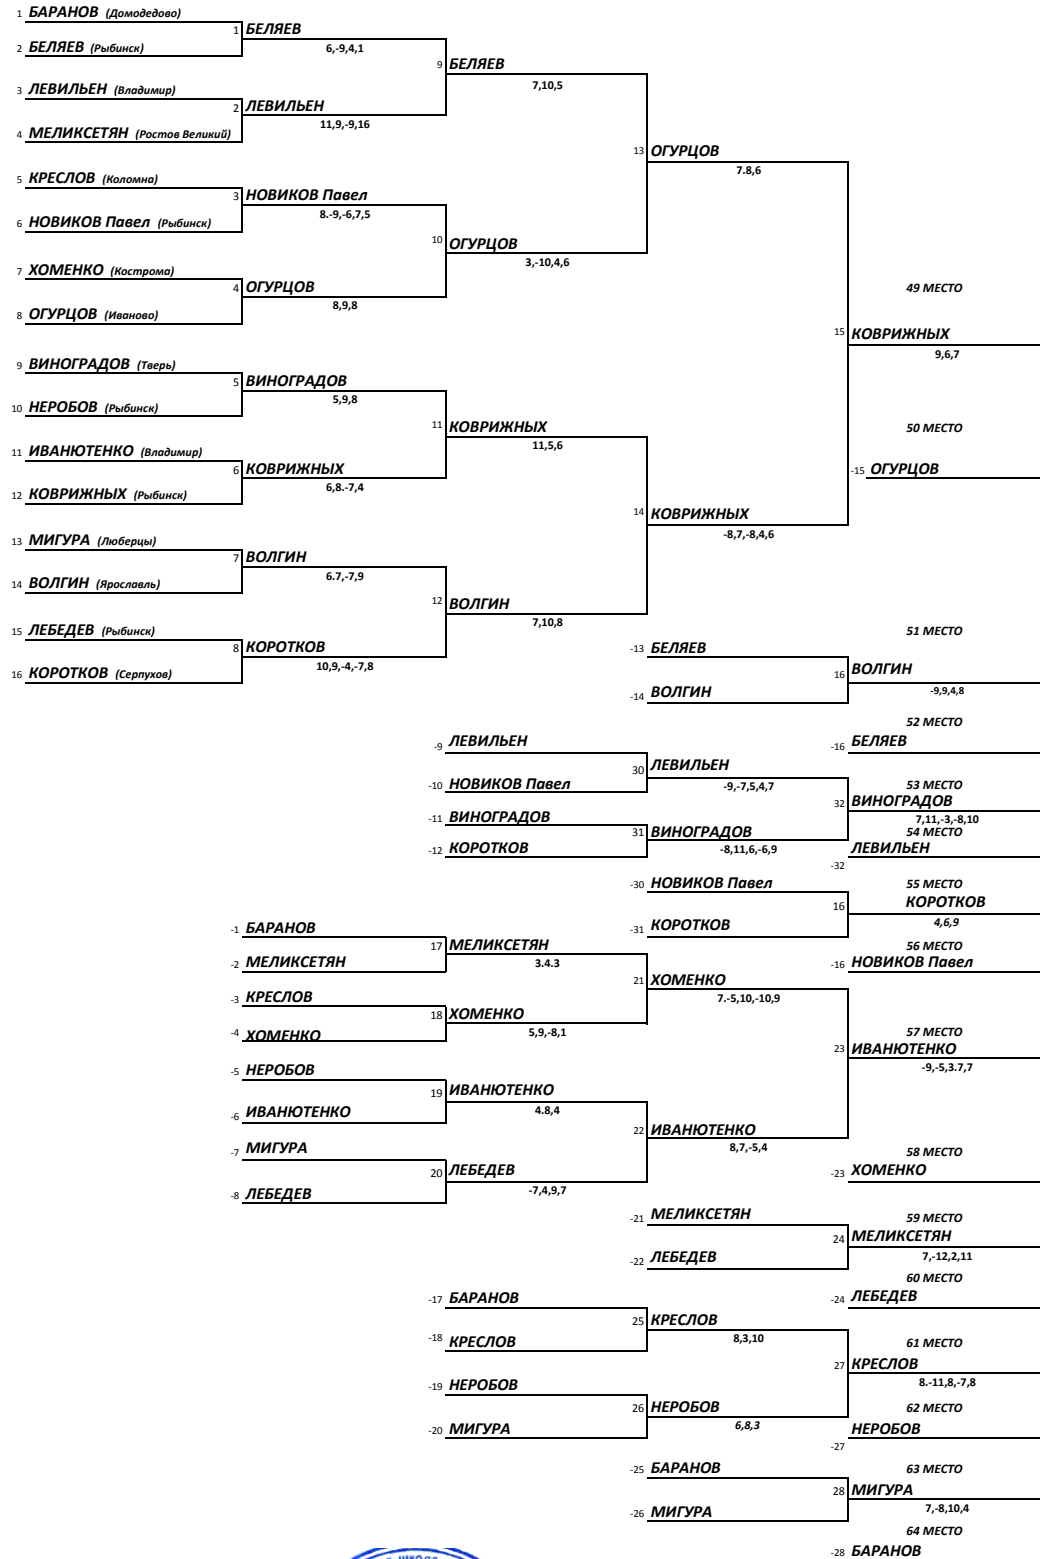 1 БАРАНОВ (Домодедово)
1 БЕЛЯЕВ
2 БЕЛЯЕВ (Рыбинск)
6,-9,4,1
9 БЕЛЯЕВ
7,10,5
3 ЛЕВИЛЬЕН (Владимир)
2 ЛЕВИЛЬЕН
11,9,-9,16
4 МЕЛИКСЕТЯН (Ростов Великий)
13 ОГУРЦОВ
7.8,6
5 КРЕСЛОВ (Коломна)
3 НОВИКОВ Павел
8.-9,-6,7,5
6 НОВИКОВ Павел (Рыбинск)
10 ОГУРЦОВ
3,-10,4,6
7 ХОМЕНКО (Кострома)
4 ОГУРЦОВ
8,9,8
8 ОГУРЦОВ (Иваново)
49 МЕСТО
15 КОВРИЖНЫХ
9,6,7
9 ВИНОГРАДОВ (Тверь)
5 ВИНОГРАДОВ
5,9,8
10 НЕРОБОВ (Рыбинск)
11 КОВРИЖНЫХ
11,5,6
50 МЕСТО
11 ИВАНЮТЕНКО (Владимир)
6 КОВРИЖНЫХ
6,8.-7,4
-15 ОГУРЦОВ
12 КОВРИЖНЫХ (Рыбинск)
14 КОВРИЖНЫХ
-8,7,-8,4,6
13 МИГУРА (Люберцы)
7 ВОЛГИН
6.7,-7,9
14 ВОЛГИН (Ярославль)
12 ВОЛГИН
7,10,8
15 ЛЕБЕДЕВ (Рыбинск)
8 КОРОТКОВ
10,9,-4,-7,8
16 КОРОТКОВ (Серпухов)
51 МЕСТО
-13 БЕЛЯЕВ
16 ВОЛГИН
-9,9,4,8
-14 ВОЛГИН
52 МЕСТО
-16 БЕЛЯЕВ
-9 ЛЕВИЛЬЕН
30 ЛЕВИЛЬЕН
-9,-7,5,4,7
-10 НОВИКОВ Павел
53 МЕСТО
32 ВИНОГРАДОВ
7,11,-3,-8,10
-11 ВИНОГРАДОВ
31 ВИНОГРАДОВ
-8,11,6,-6,9
-12 КОРОТКОВ
54 МЕСТО
ЛЕВИЛЬЕН
-32
-30 НОВИКОВ Павел
55 МЕСТО
16 КОРОТКОВ
4,6,9
-31 КОРОТКОВ
56 МЕСТО
-16 НОВИКОВ Павел
-1 БАРАНОВ
17 МЕЛИКСЕТЯН
3.4.3
-2 МЕЛИКСЕТЯН
21 ХОМЕНКО
7.-5,10,-10,9
-3 КРЕСЛОВ
18 ХОМЕНКО
5,9,-8,1
-4 ХОМЕНКО
57 МЕСТО
23 ИВАНЮТЕНКО
-9,-5,3.7,7
-5 НЕРОБОВ
19 ИВАНЮТЕНКО
4.8,4
-6 ИВАНЮТЕНКО
22 ИВАНЮТЕНКО
8,7,-5,4
-7 МИГУРА
20 ЛЕБЕДЕВ
-7,4,9,7
-8 ЛЕБЕДЕВ
58 МЕСТО
-23 ХОМЕНКО
-21 МЕЛИКСЕТЯН
59 МЕСТО
24 МЕЛИКСЕТЯН
7,-12,2,11
-22 ЛЕБЕДЕВ
60 МЕСТО
-24 ЛЕБЕДЕВ
-17 БАРАНОВ
25 КРЕСЛОВ
8,3,10
-18 КРЕСЛОВ
61 МЕСТО
27 КРЕСЛОВ
8.-11,8,-7,8
-19 НЕРОБОВ
26 НЕРОБОВ
6,8,3
-20 МИГУРА
62 МЕСТО
НЕРОБОВ
-27
-25 БАРАНОВ
63 МЕСТО
28 МИГУРА
7,-8,10,4
-26 МИГУРА
64 МЕСТО
-28 БАРАНОВ